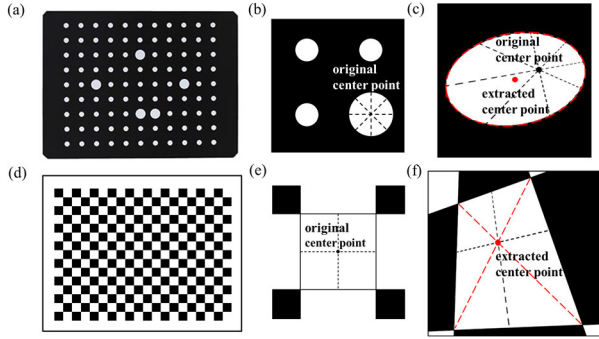 (a)
(b)
(c)
original
center point
original
center point
extracted
center point
(d)
(e)
(f)
original
center point
extracted
center point